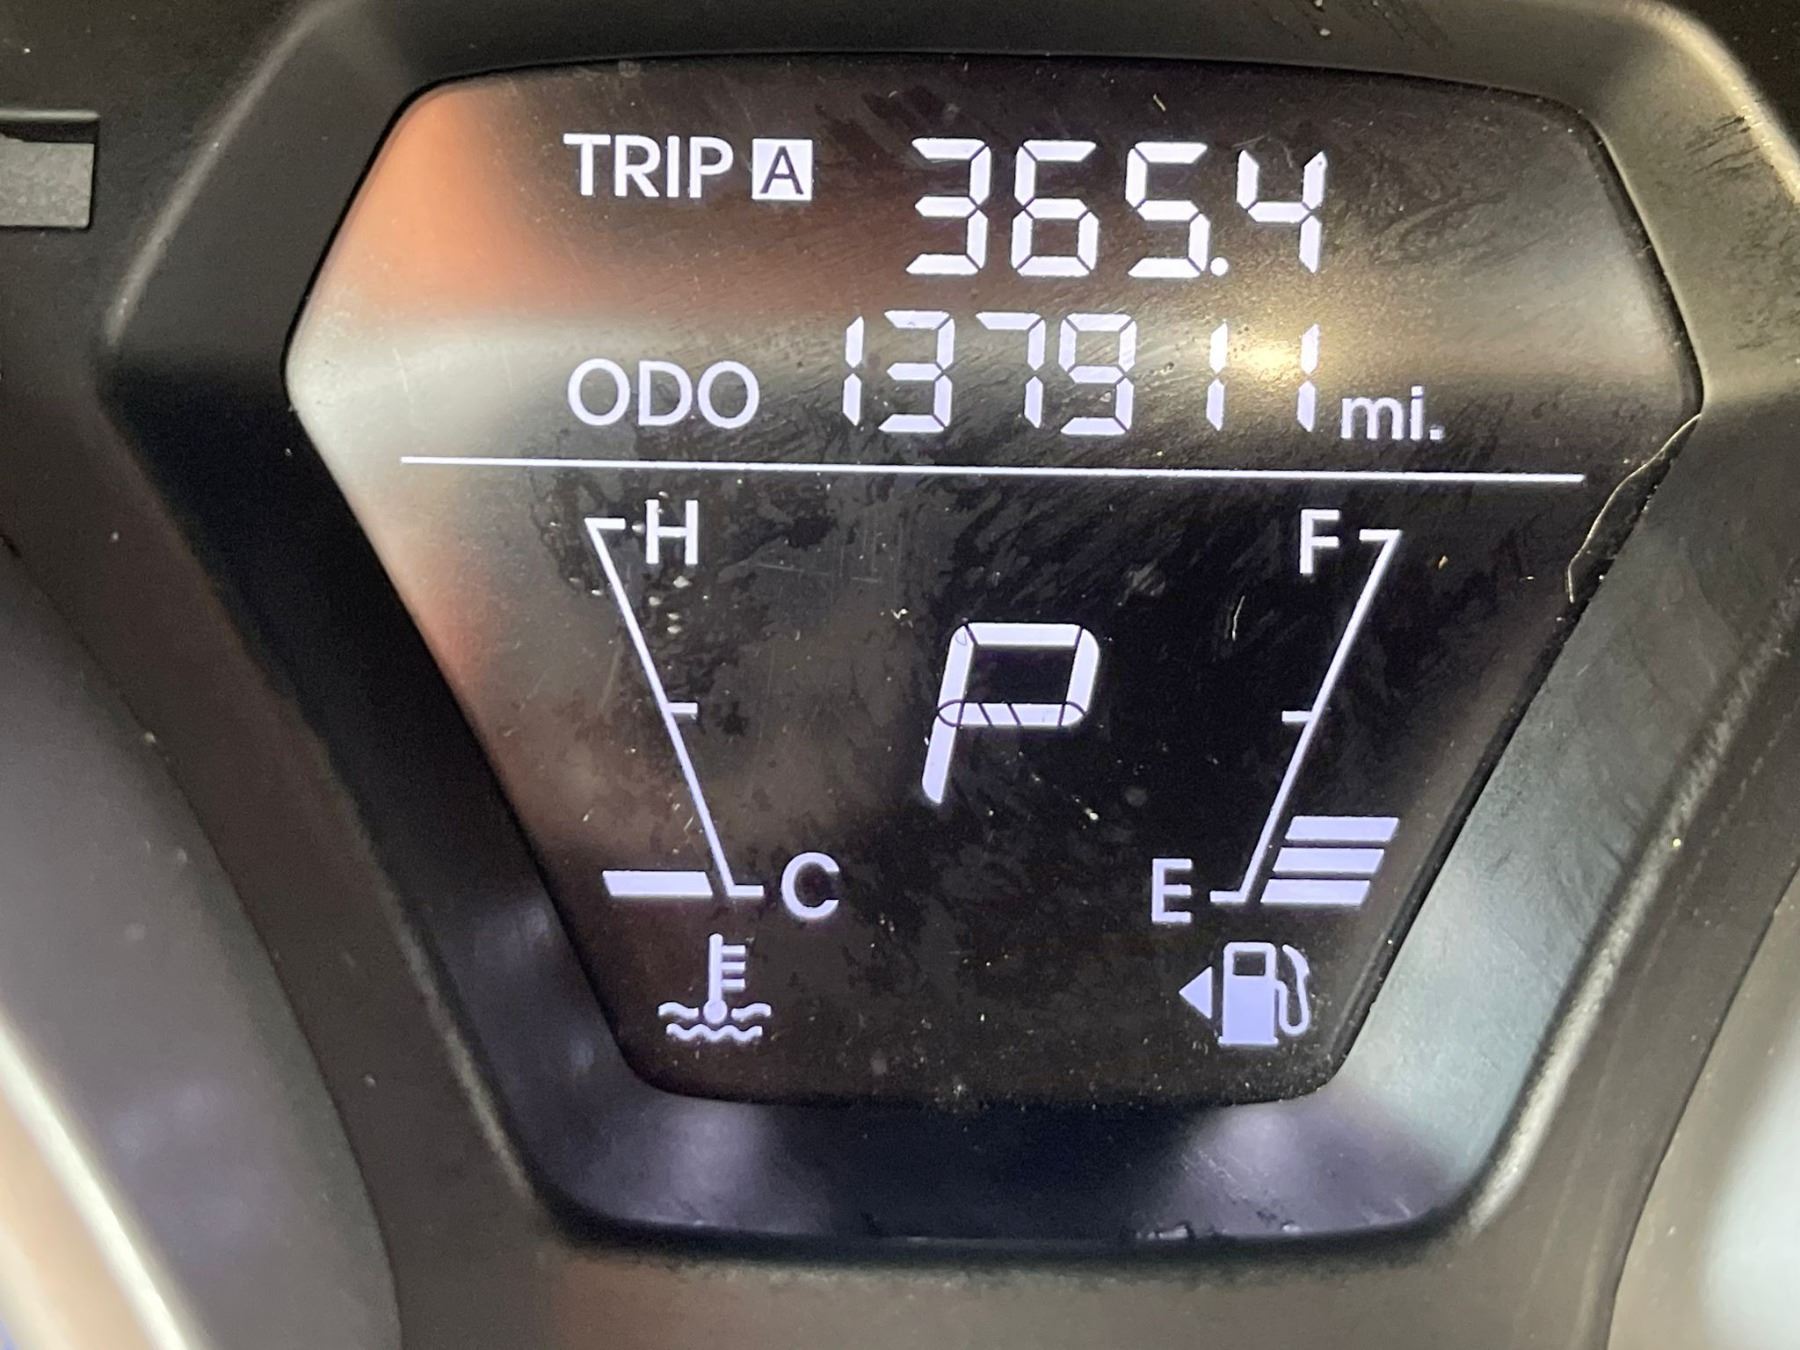 TRIP A 365.4
ODO 137911 mi.
H F
P
C E